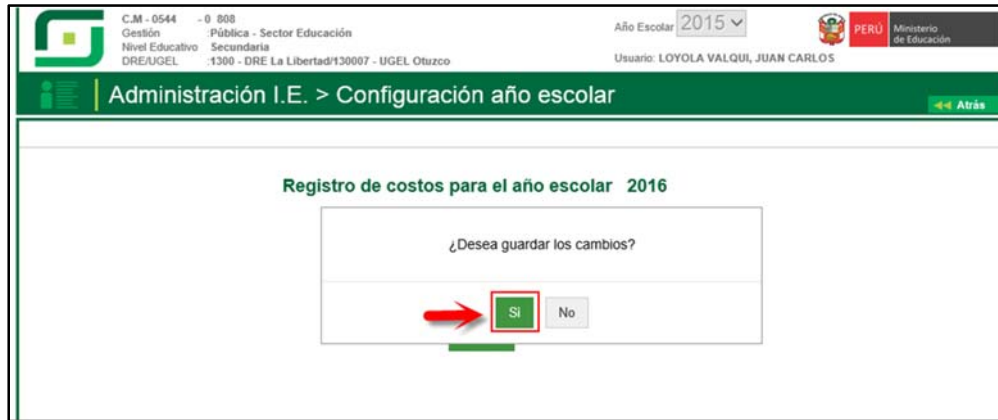 C.M - 0544 - 0 808
Gestión :Pública - Sector Educación
Nivel Educativo Secundaria
DRE/UGEL :1300 - DRE La Libertad/130007 - UGEL Otuzco
Año Escolar 2015
Usuario: LOYOLA VALQUI, JUAN CARLOS
PERÚ Ministerio
de Educación
Administración I.E. > Configuración año escolar
Atrás
Registro de costos para el año escolar 2016
¿Desea guardar los cambios?
Si No